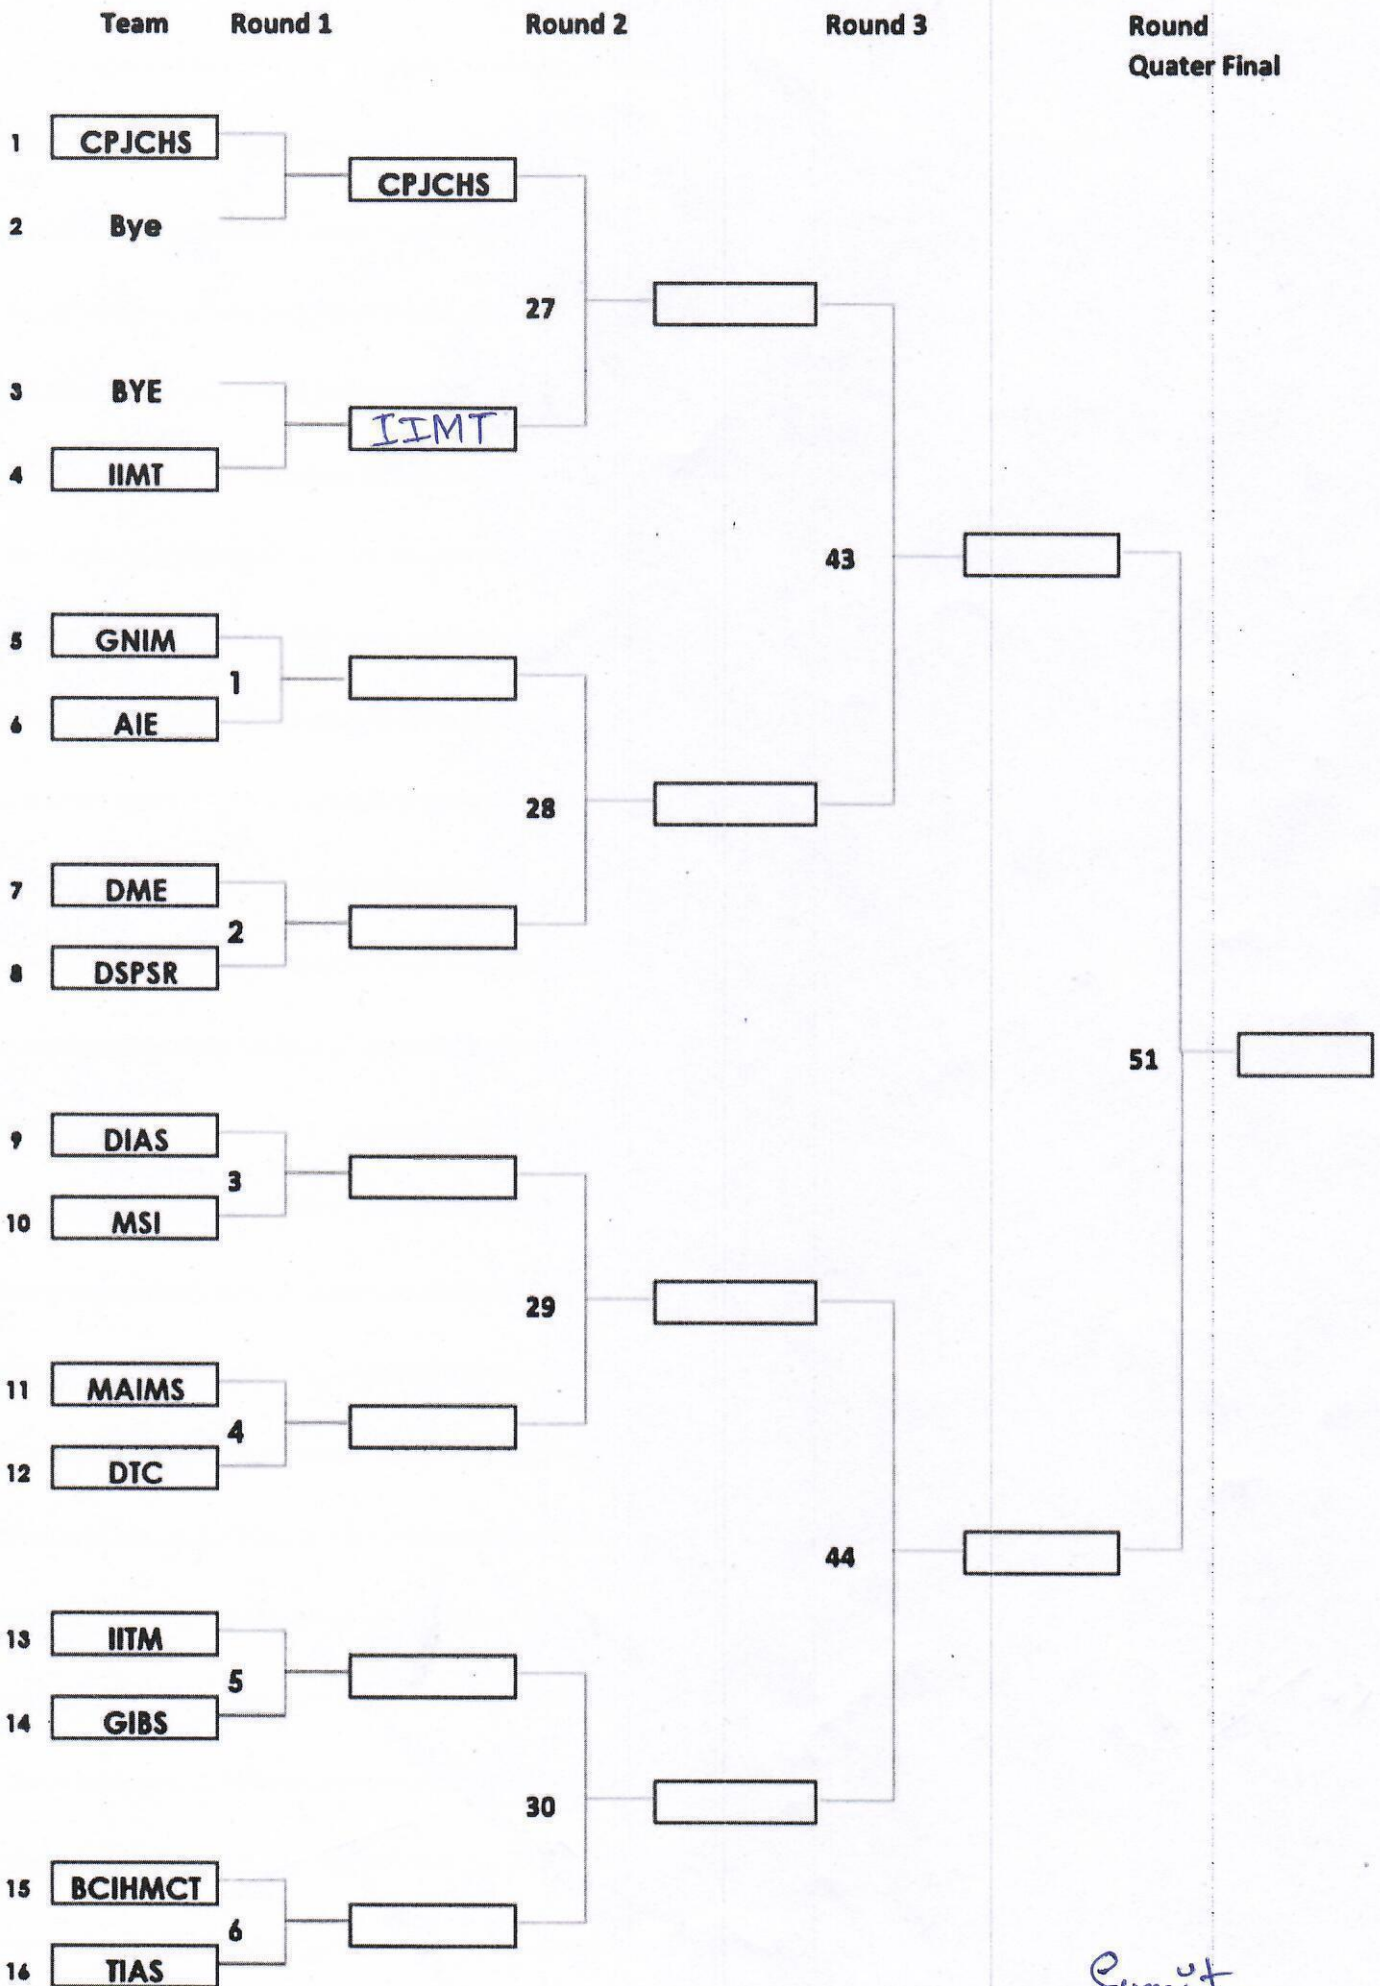 Team Round 1 Round 2 Round 3 Round
Quater Final
1 CPJCHS
CPJCHS
2 Bye
27
3 BYE
IIMT
4 IIMT
43
5 GNIM
1
6 AIE
28
7 DME
2
8 DSPSR
51
9 DIAS
3
10 MSI
29
11 MAIMS
4
12 DTC
44
13 IITM
5
14 GIBS
30
15 BCIHMCT
6
16 TIAS